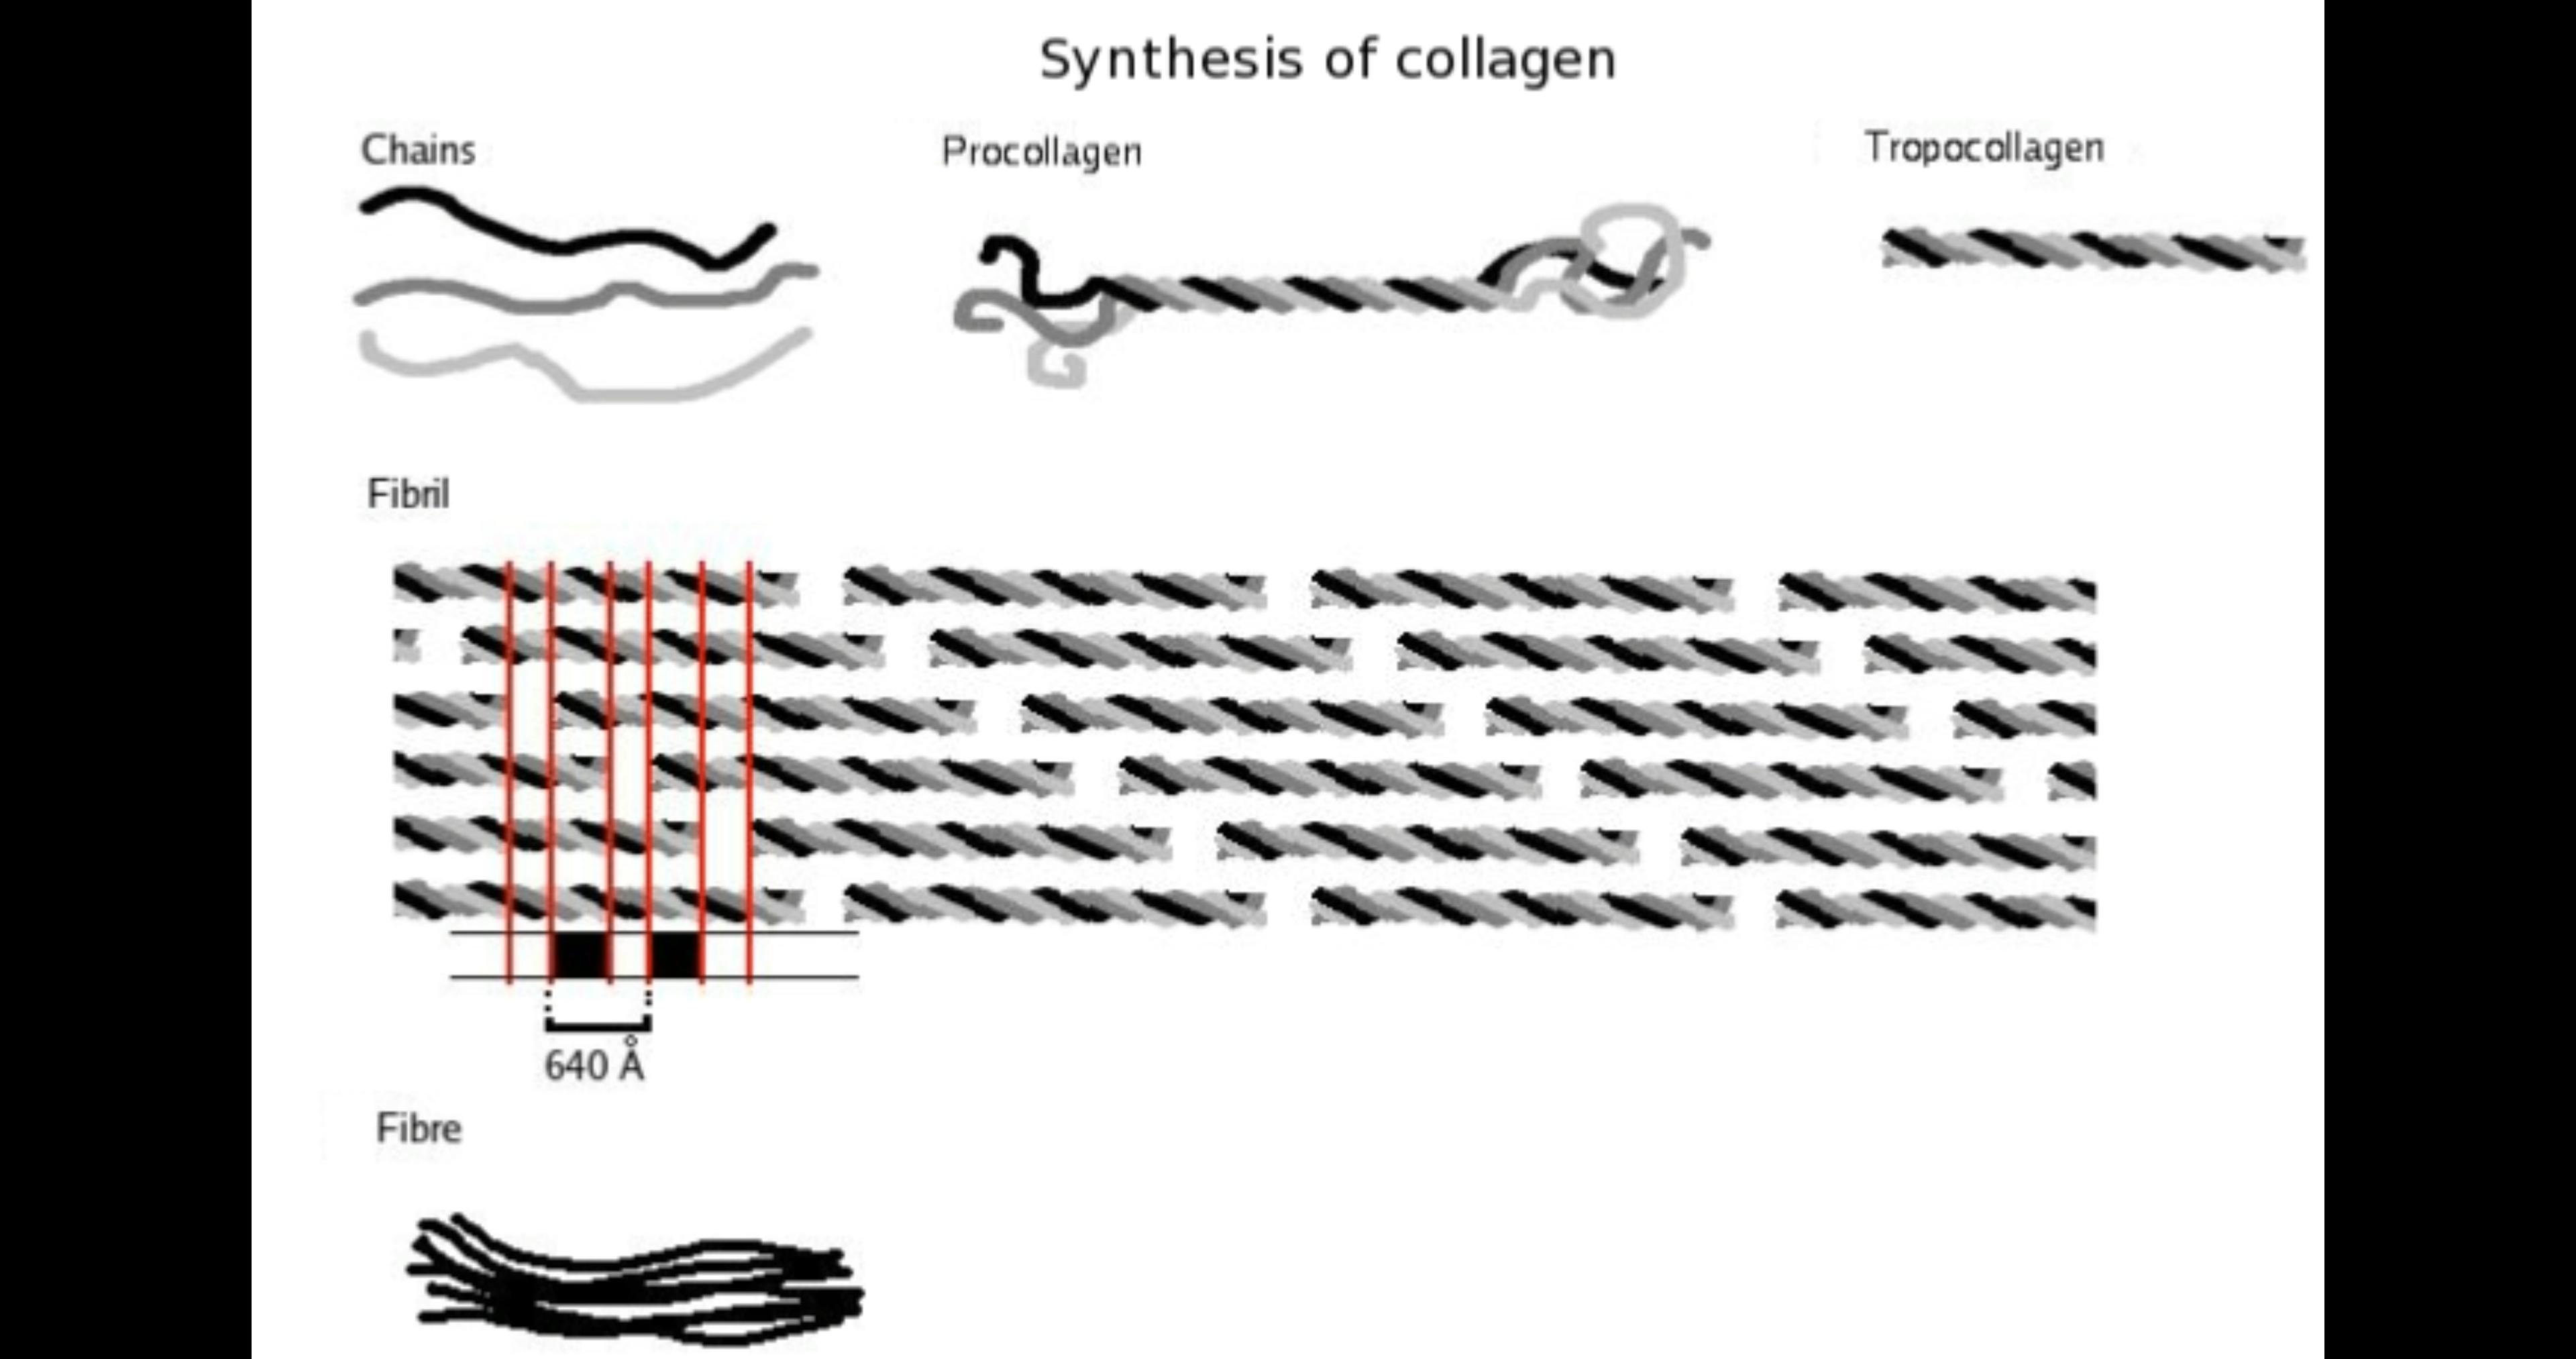 Synthesis of collagen
Chains
Procollagen
Tropocollagen
Fibril
640 Å
Fibre